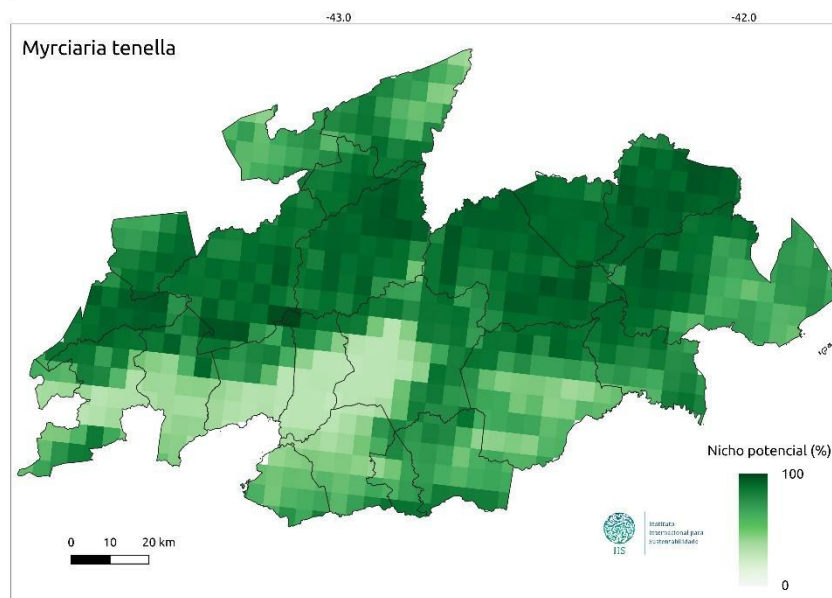 -43.0
-42.0
Myrciaria tenella
Nicho potencial (%)
100
0
0
10
20 km
IIS
Instituto
Internacional para
Sustentabilidade